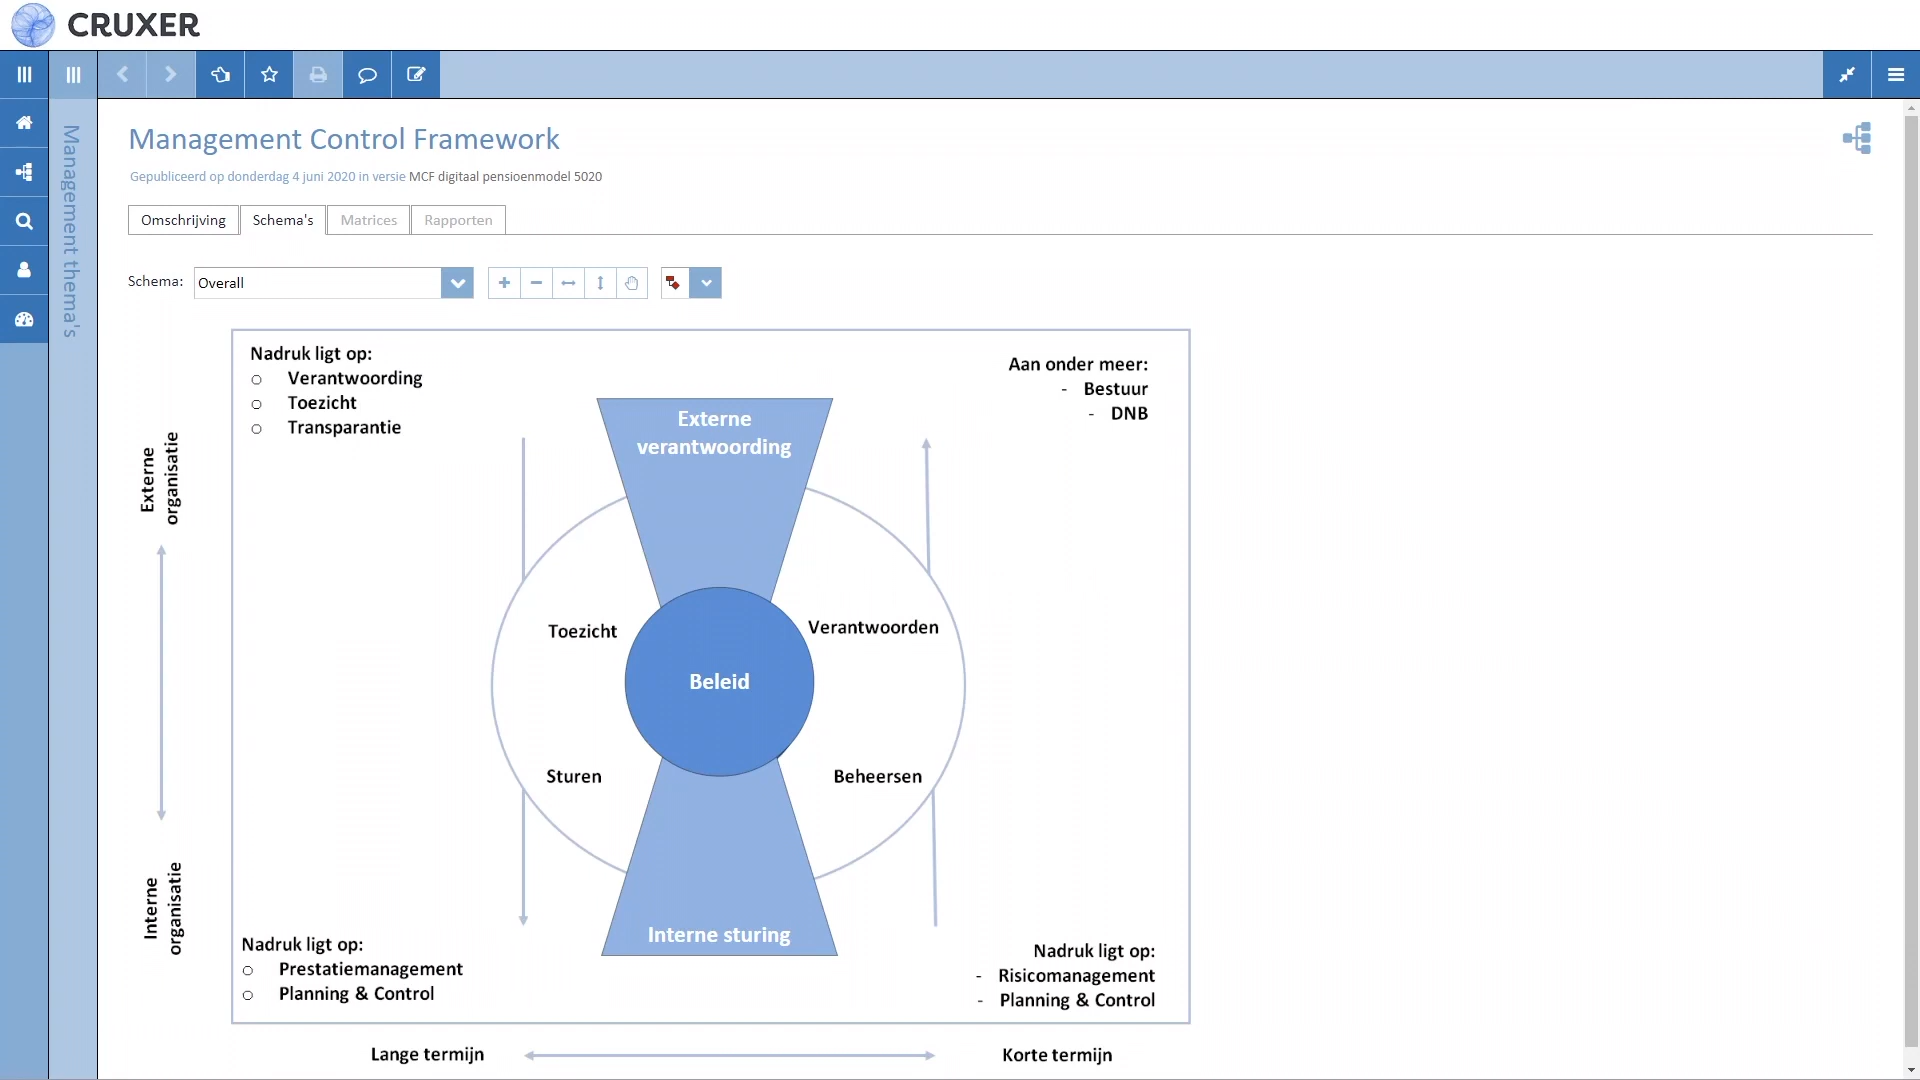 CRUXER
Management thema's
Management Control Framework
Gepubliceerd op donderdag 4 juni 2020 in versie MCF digitaal pensioenmodel 5020
Omschrijving
Schema's
Matrices
Rapporten
Schema:
Overall
Nadruk ligt op:
Verantwoording
Toezicht
Transparantie
Aan onder meer:
- Bestuur
- DNB
Externe
verantwoording
Externe
organisatie
Toezicht
Verantwoorden
Beleid
Sturen
Beheersen
Interne
organisatie
Interne sturing
Nadruk ligt op:
Prestatiemanagement
Planning & Control
Nadruk ligt op:
- Risicomanagement
- Planning & Control
Lange termijn
Korte termijn